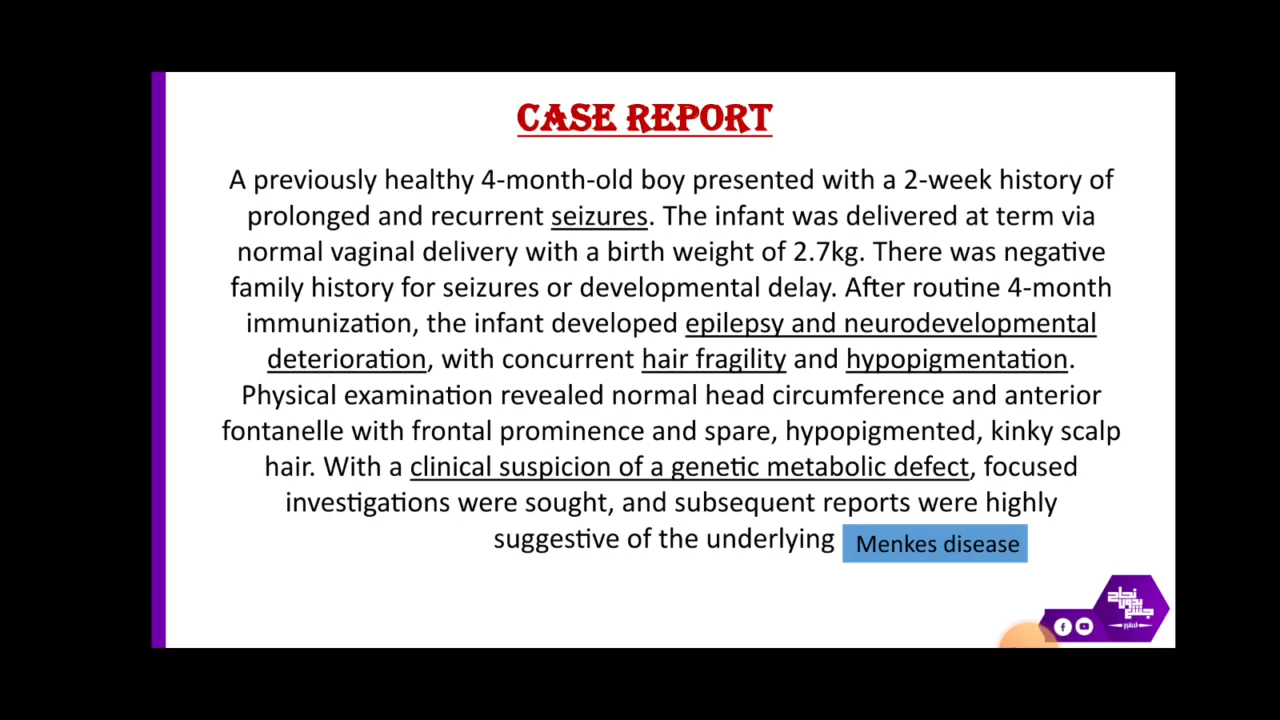 CASE REPORT
A previously healthy 4-month-old boy presented with a 2-week history of
prolonged and recurrent seizures. The infant was delivered at term via
normal vaginal delivery with a birth weight of 2.7kg. There was negative
family history for seizures or developmental delay. After routine 4-month
immunization, the infant developed epilepsy and neurodevelopmental
deterioration, with concurrent hair fragility and hypopigmentation.
Physical examination revealed normal head circumference and anterior
fontanelle with frontal prominence and spare, hypopigmented, kinky scalp
hair. With a clinical suspicion of a genetic metabolic defect, focused
investigations were sought, and subsequent reports were highly
suggestive of the underlying Menkes disease